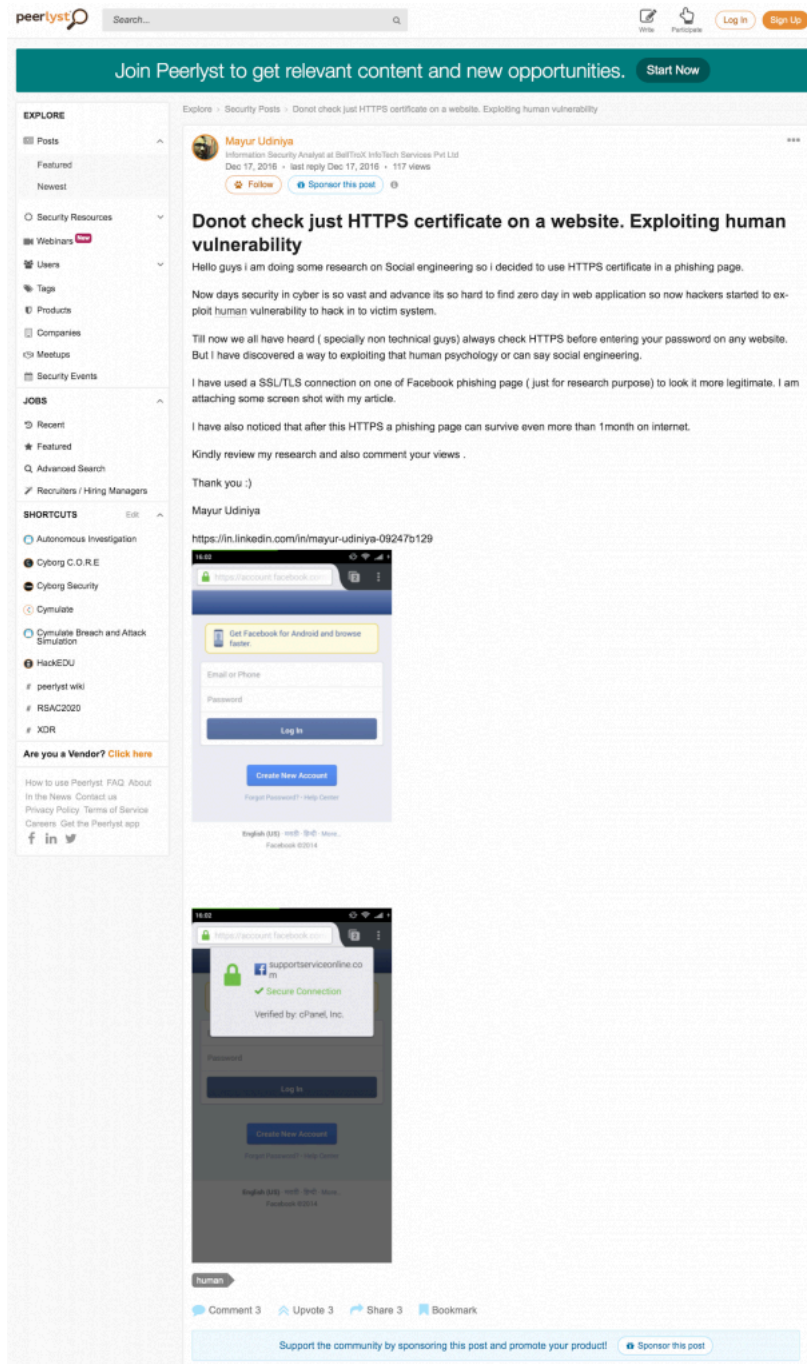 peerlyst
Search...
Write
Participate
Log In
Sign Up
Join Peerlyst to get relevant content and new opportunities.
Start Now
EXPLORE
Posts
Featured
Newest
Security Resources
Webinars New
Users
Tags
Products
Companies
Meetups
Security Events
JOBS
Recent
Featured
Advanced Search
Recruiters / Hiring Managers
SHORTCUTS Edit
Autonomous Investigation
Cyborg C.O.R.E
Cyborg Security
Cymulate
Cymulate Breach and Attack
Simulation
HackEDU
# peerlyst wiki
# RSAC2020
# XDR
Are you a Vendor? Click here
How to use Peerlyst FAQ About
In the News Contact us
Privacy Policy Terms of Service
Careers Get the Peerlyst app
Explore › Security Posts › Donot check just HTTPS certificate on a website. Exploiting human vulnerability
Mayur Udiniya
Information Security Analyst at BellTroX InfoTech Services Pvt Ltd
Dec 17, 2016 • last reply Dec 17, 2016 • 117 views
Follow
Sponsor this post
Donot check just HTTPS certificate on a website. Exploiting human
vulnerability
Hello guys i am doing some research on Social engineering so i decided to use HTTPS certificate in a phishing page.
Now days security in cyber is so vast and advance its so hard to find zero day in web application so now hackers started to ex-
ploit human vulnerability to hack in to victim system.
Till now we all have heard ( specially non technical guys) always check HTTPS before entering your password on any website.
But I have discovered a way to exploiting that human psychology or can say social engineering.
I have used a SSL/TLS connection on one of Facebook phishing page ( just for research purpose) to look it more legitimate. I am
attaching some screen shot with my article.
I have also noticed that after this HTTPS a phishing page can survive even more than 1month on internet.
Kindly review my research and also comment your views .
Thank you :)
Mayur Udiniya
https://in.linkedin.com/in/mayur-udiniya-09247b129
16:02
https://account.facebook.com
Get Facebook for Android and browse
faster.
Email or Phone
Password
Log In
Create New Account
Forgot Password? · Help Center
English (US) · मराठी · हिन्दी · More...
Facebook ©2014
16:02
https://account.facebook.com
supportserviceonline.co
m
Secure Connection
Verified by: cPanel, Inc.
Password
Log In
Create New Account
Forgot Password? · Help Center
English (US) · मराठी · हिन्दी · More...
Facebook ©2014
human
Comment 3
Upvote 3
Share 3
Bookmark
Support the community by sponsoring this post and promote your product!
Sponsor this post